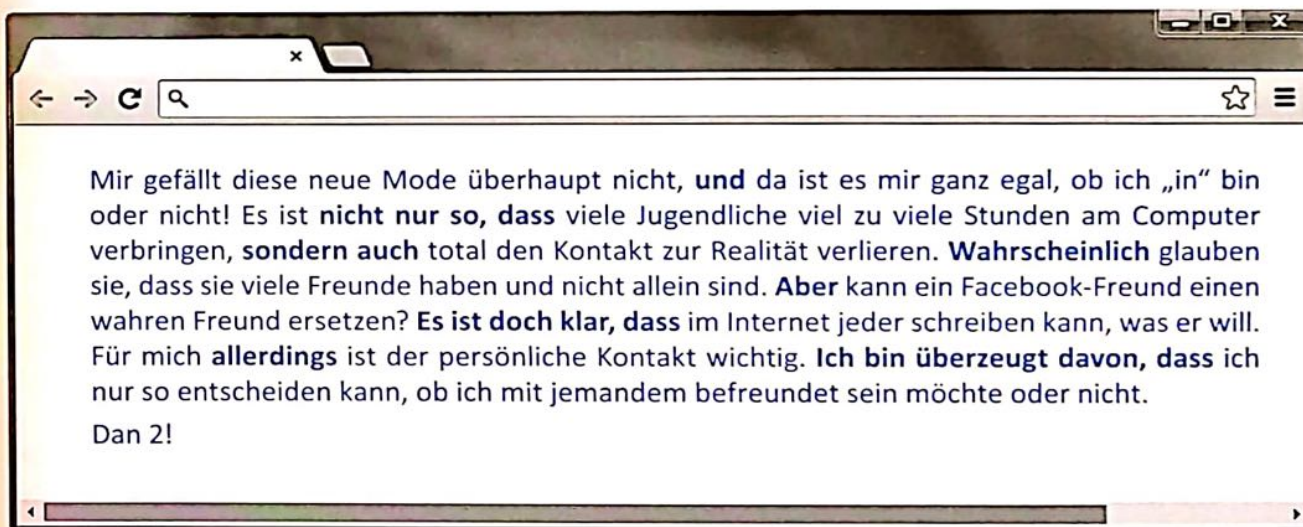 Mir gefällt diese neue Mode überhaupt nicht, und da ist es mir ganz egal, ob ich „in“ bin
oder nicht! Es ist nicht nur so, dass viele Jugendliche viel zu viele Stunden am Computer
verbringen, sondern auch total den Kontakt zur Realität verlieren. Wahrscheinlich glauben
sie, dass sie viele Freunde haben und nicht allein sind. Aber kann ein Facebook-Freund einen
wahren Freund ersetzen? Es ist doch klar, dass im Internet jeder schreiben kann, was er will.
Für mich allerdings ist der persönliche Kontakt wichtig. Ich bin überzeugt davon, dass ich
nur so entscheiden kann, ob ich mit jemandem befreundet sein möchte oder nicht.
Dan 2!